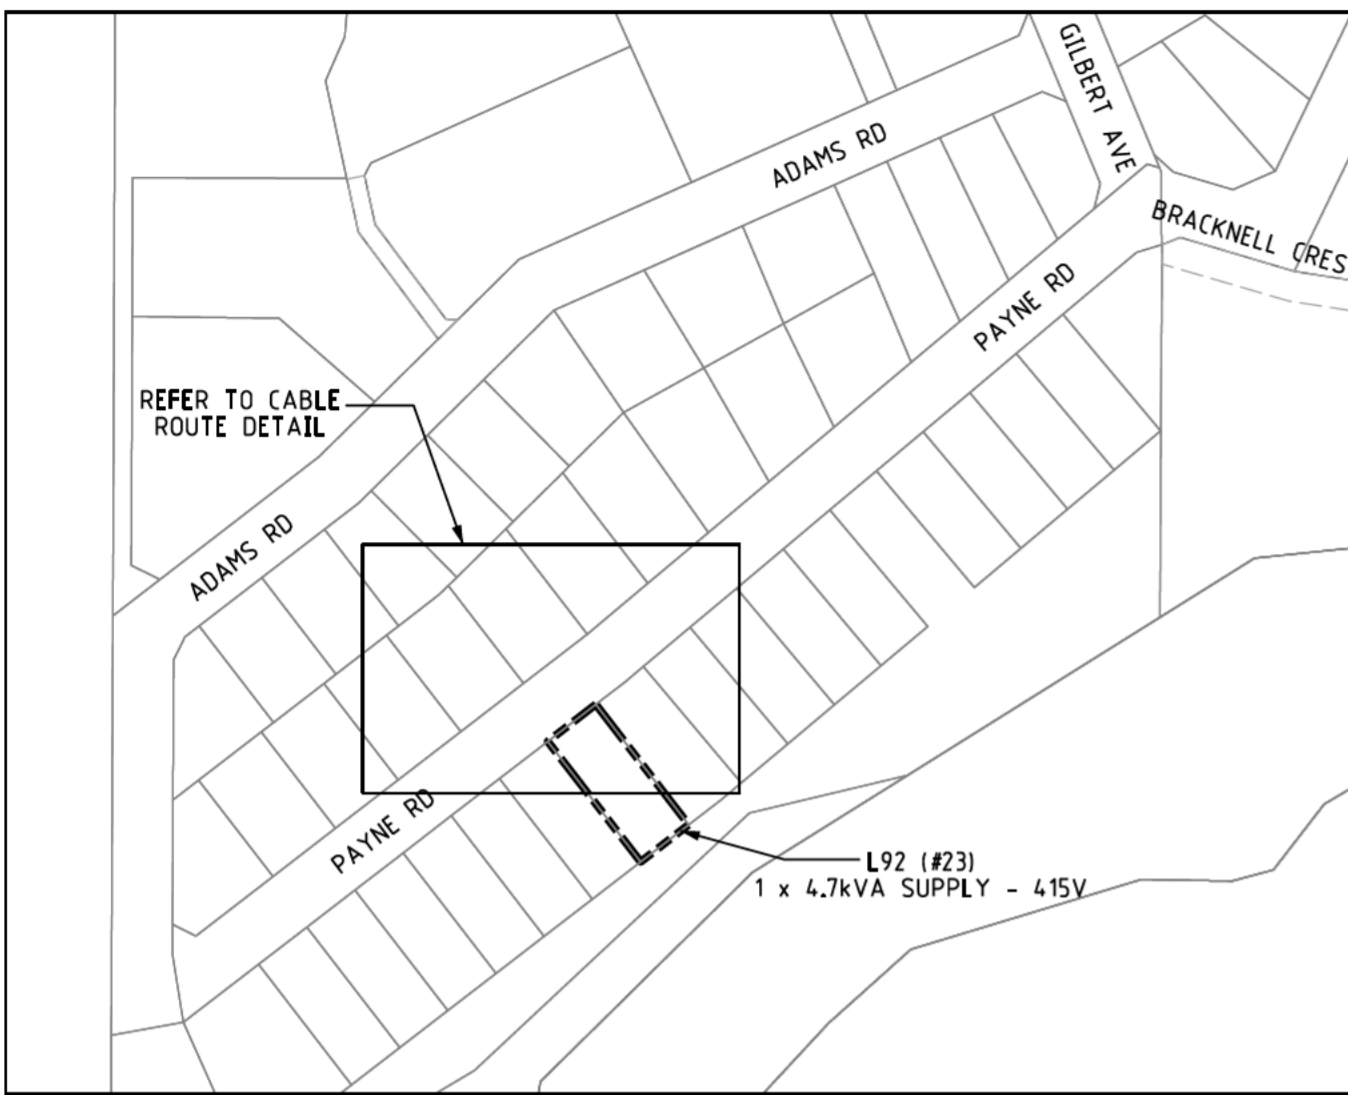 GILBERT AVE
ADAMS RD
BRACKNELL CRES
PAYNE RD
REFER TO CABLE
ROUTE DETAIL
ADAMS RD
PAYNE RD
L92 (#23)
1 x 4.7kVA SUPPLY - 415V